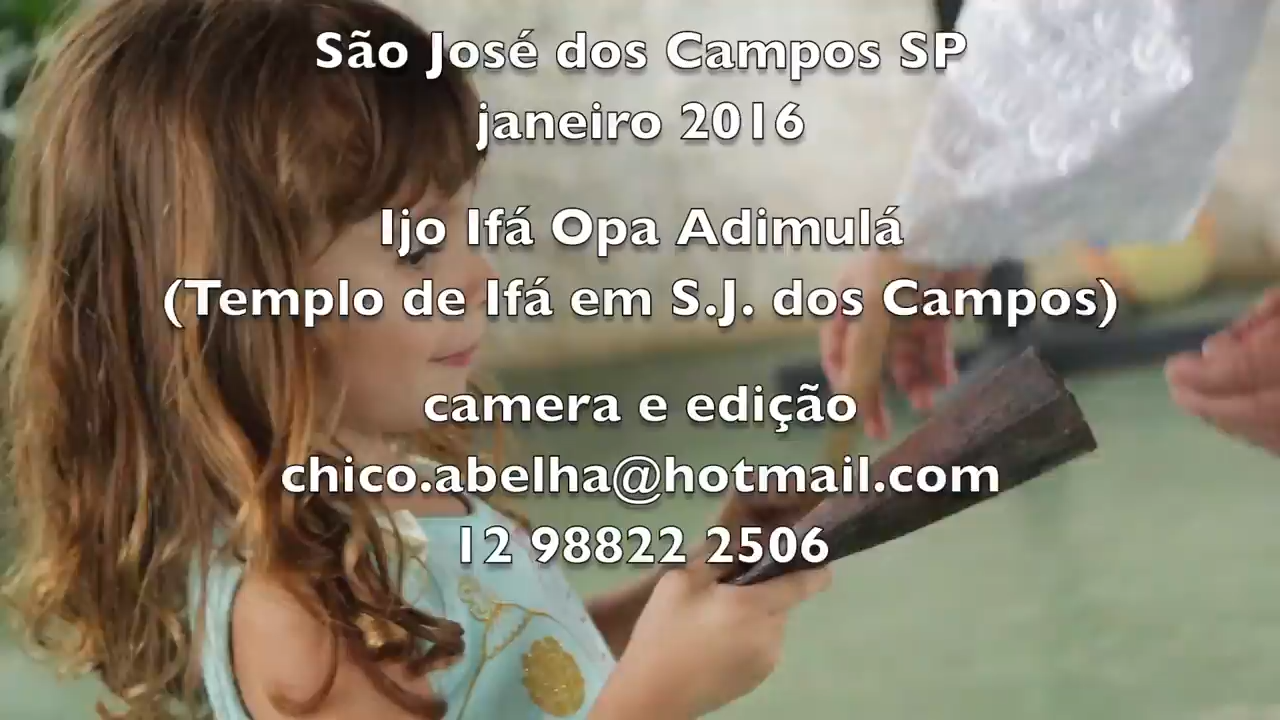 São José dos Campos SP
janeiro 2016
Ijo Ifá Opa Adimulá
(Templo de Ifá em S.J. dos Campos)
camera e edição
chico.abelha@hotmail.com
12 98822 2506